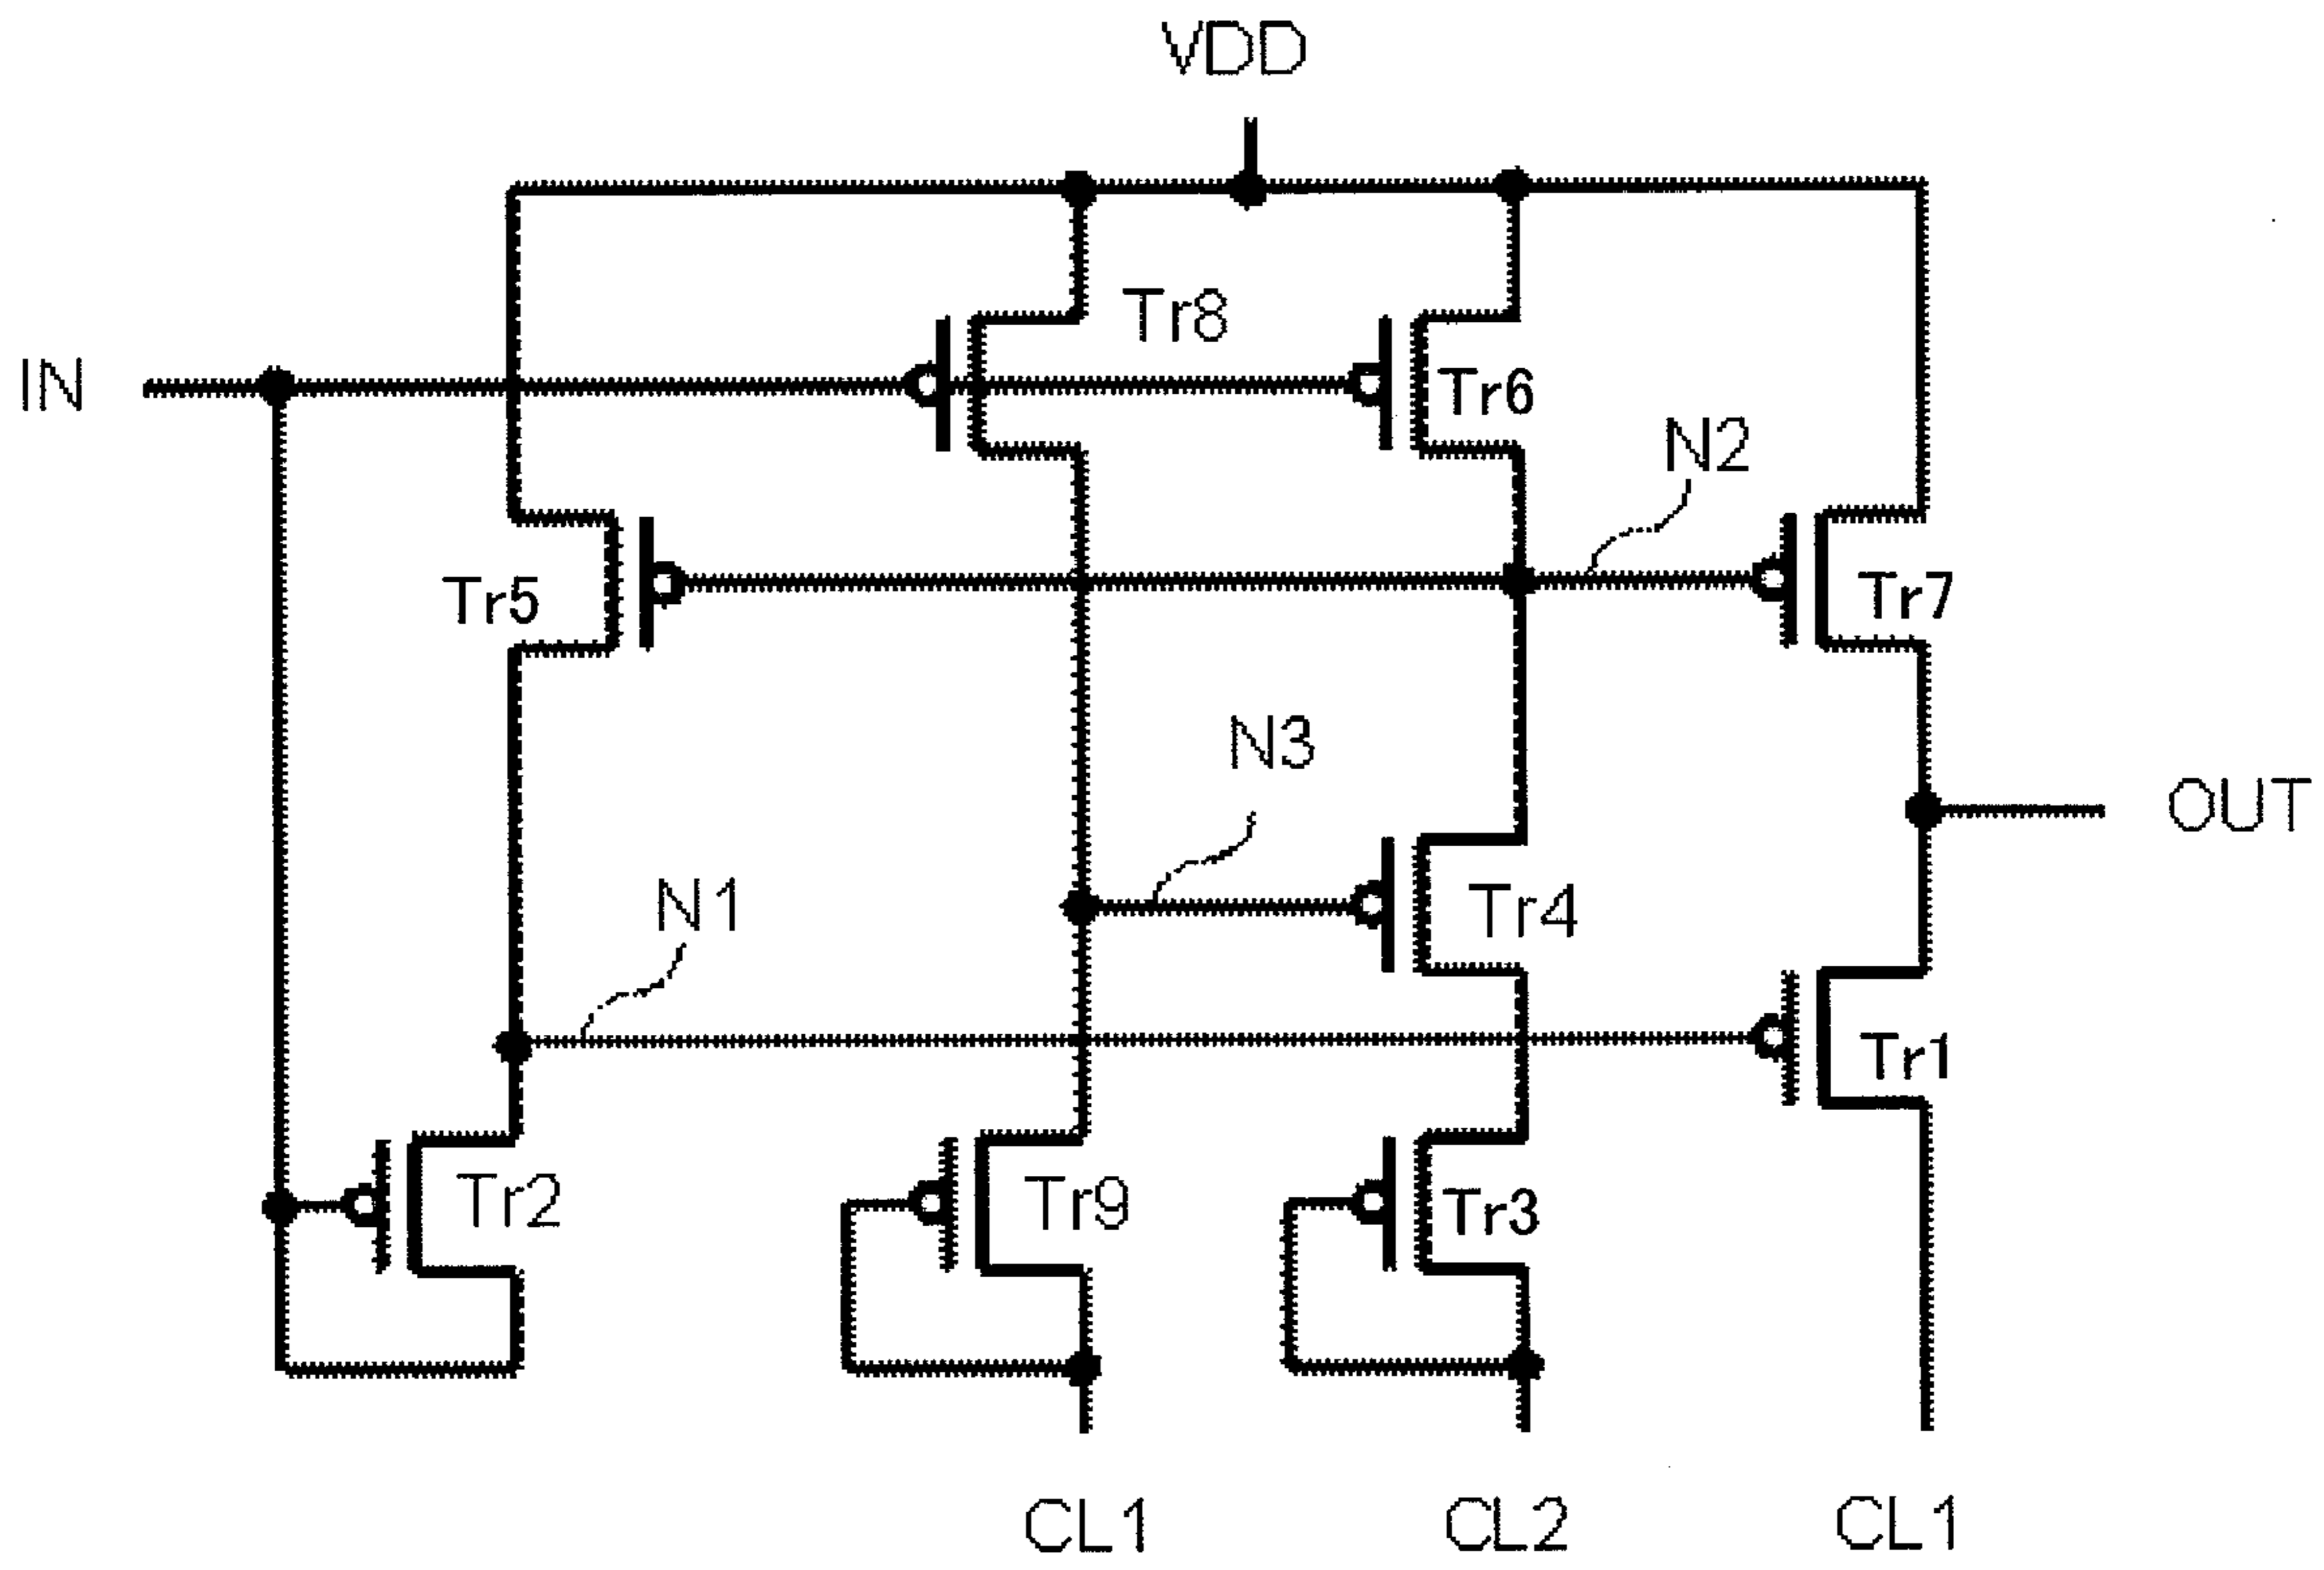 VDD
Tr8
IN
Tr6
N2
Tr5
Tr7
N3
OUT
N1
Tr4
Tr1
Tr2
Tr9
Tr3
CL1
CL2
CL1